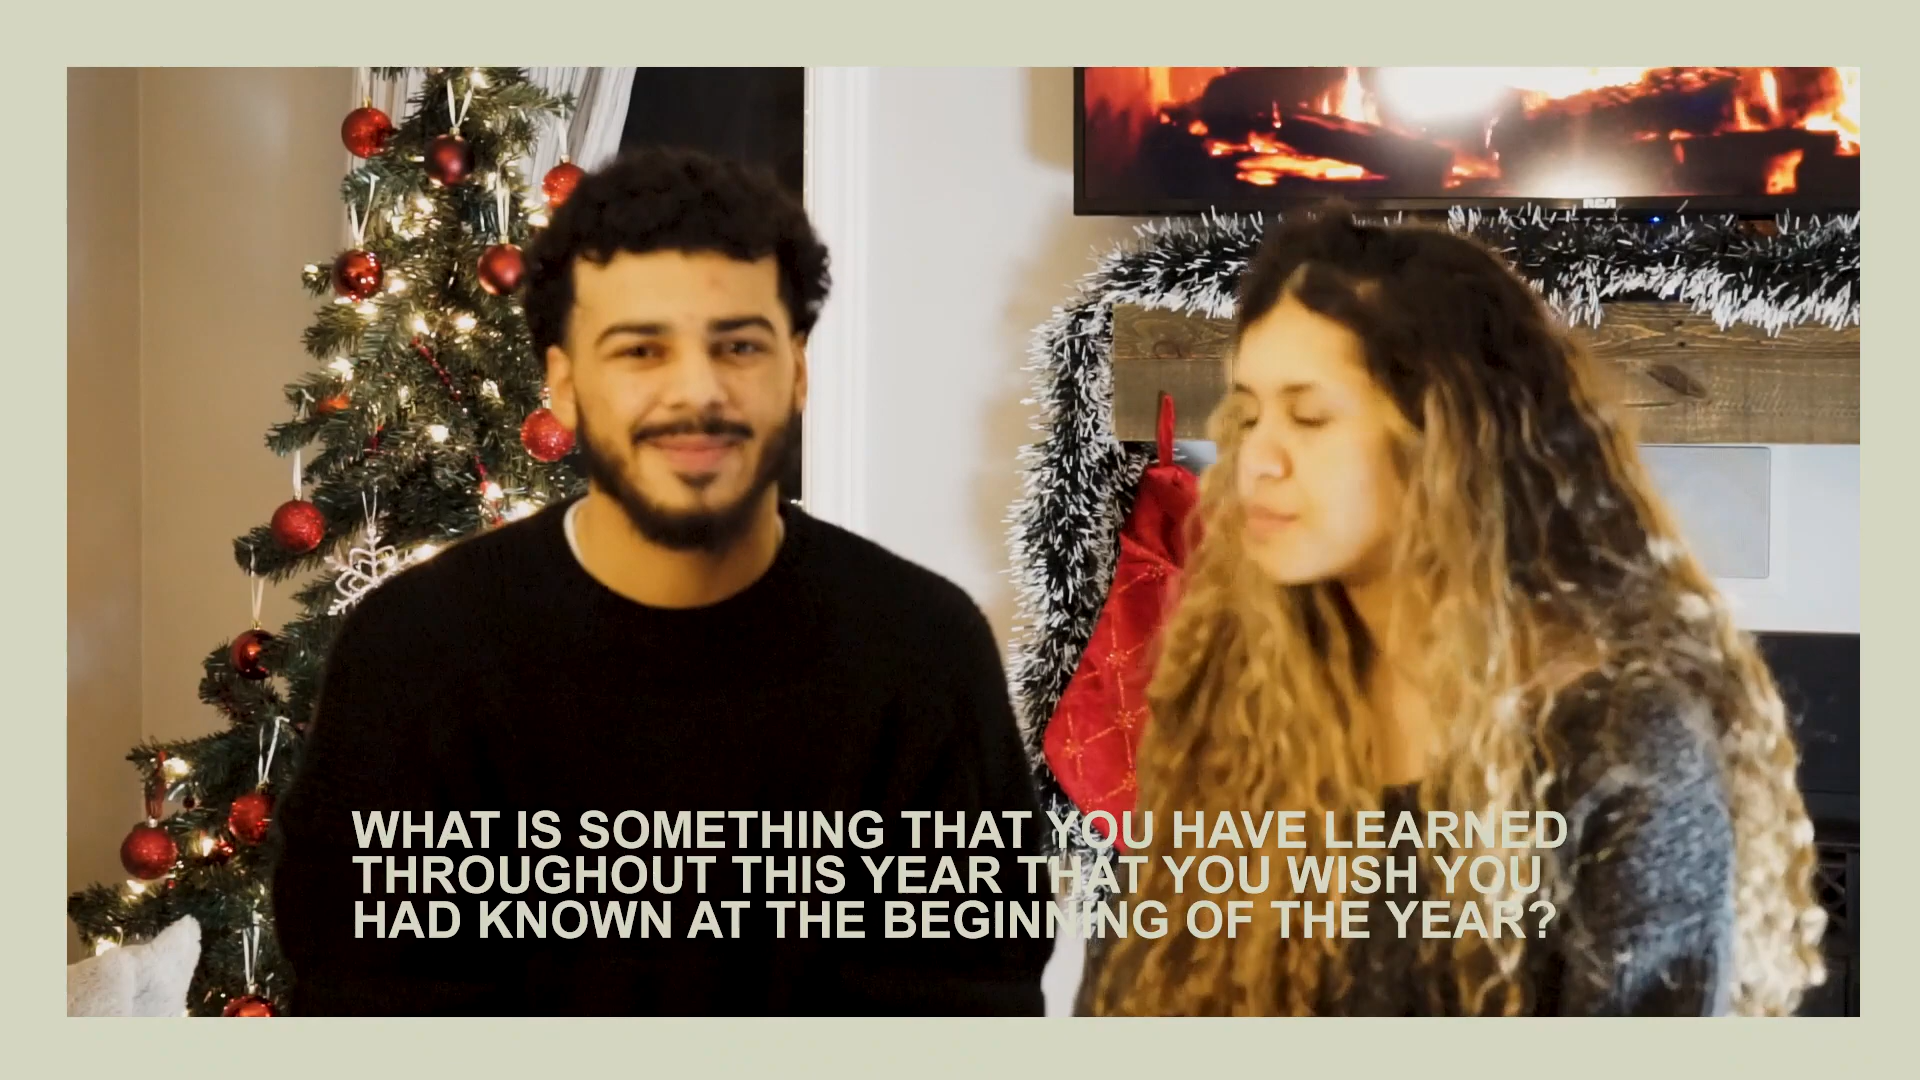 RCA
WHAT IS SOMETHING THAT YOU HAVE LEARNED
THROUGHOUT THIS YEAR THAT YOU WISH YOU
HAD KNOWN AT THE BEGINNING OF THE YEAR?